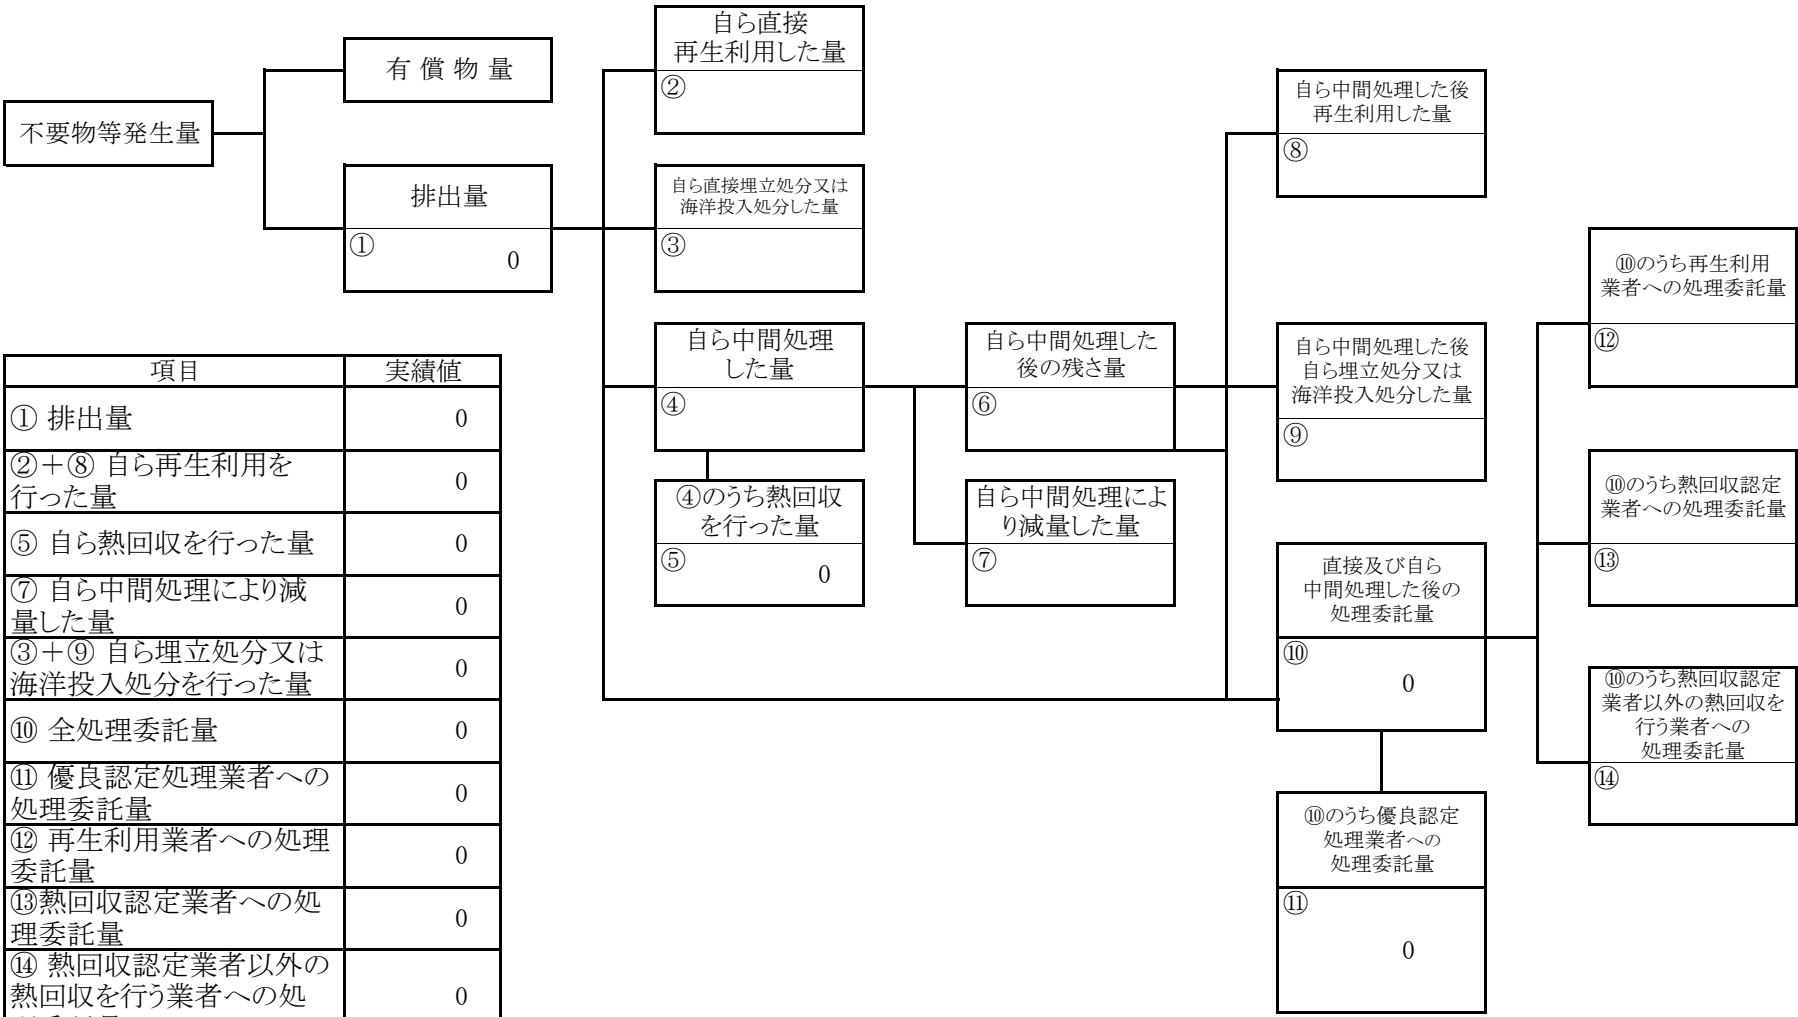 不要物等発生量
有償物量
排出量
①
0
自ら直接
再生利用した量
②
自ら直接埋立処分又は
海洋投入処分した量
③
自ら中間処理
した量
④
④のうち熱回収
を行った量
⑤
0
自ら中間処理した
後の残さ量
⑥
自ら中間処理によ
り減量した量
⑦
自ら中間処理した後
再生利用した量
⑧
自ら中間処理した後
自ら埋立処分又は
海洋投入処分した量
⑨
直接及び自ら
中間処理した後の
処理委託量
⑩
0
⑩のうち優良認定
処理業者への
処理委託量
⑪
0
⑩のうち再生利用
業者への処理委託量
⑫
⑩のうち熱回収認定
業者への処理委託量
⑬
⑩のうち熱回収認定
業者以外の熱回収を
行う業者への
処理委託量
⑭
項目 実績値
① 排出量 0
②＋⑧ 自ら再生利用を
行った量 0
⑤ 自ら熱回収を行った量 0
⑦ 自ら中間処理により減
量した量 0
③＋⑨ 自ら埋立処分又は
海洋投入処分を行った量 0
⑩ 全処理委託量 0
⑪ 優良認定処理業者への
処理委託量 0
⑫ 再生利用業者への処理
委託量 0
⑬熱回収認定業者への処
理委託量 0
⑭ 熱回収認定業者以外の
熱回収を行う業者への処 0